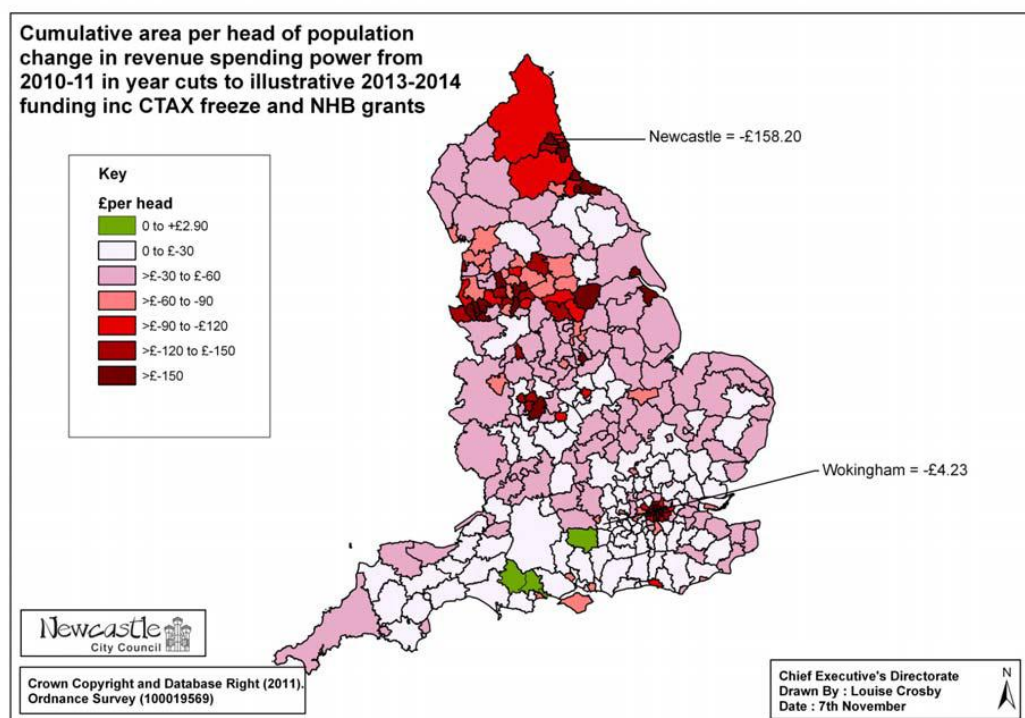 Cumulative area per head of population
change in revenue spending power from
2010-11 in year cuts to illustrative 2013-2014
funding inc CTAX freeze and NHB grants
Newcastle = -£158.20
Key
£per head
0 to +£2.90
0 to £-30
>£-30 to £-60
>£-60 to -90
>£-90 to -£120
>£-120 to £-150
>£-150
Wokingham = -£4.23
Newcastle
City Council
Crown Copyright and Database Right (2011).
Ordnance Survey (100019569)
Chief Executive's Directorate
Drawn By : Louise Crosby
Date : 7th November
N